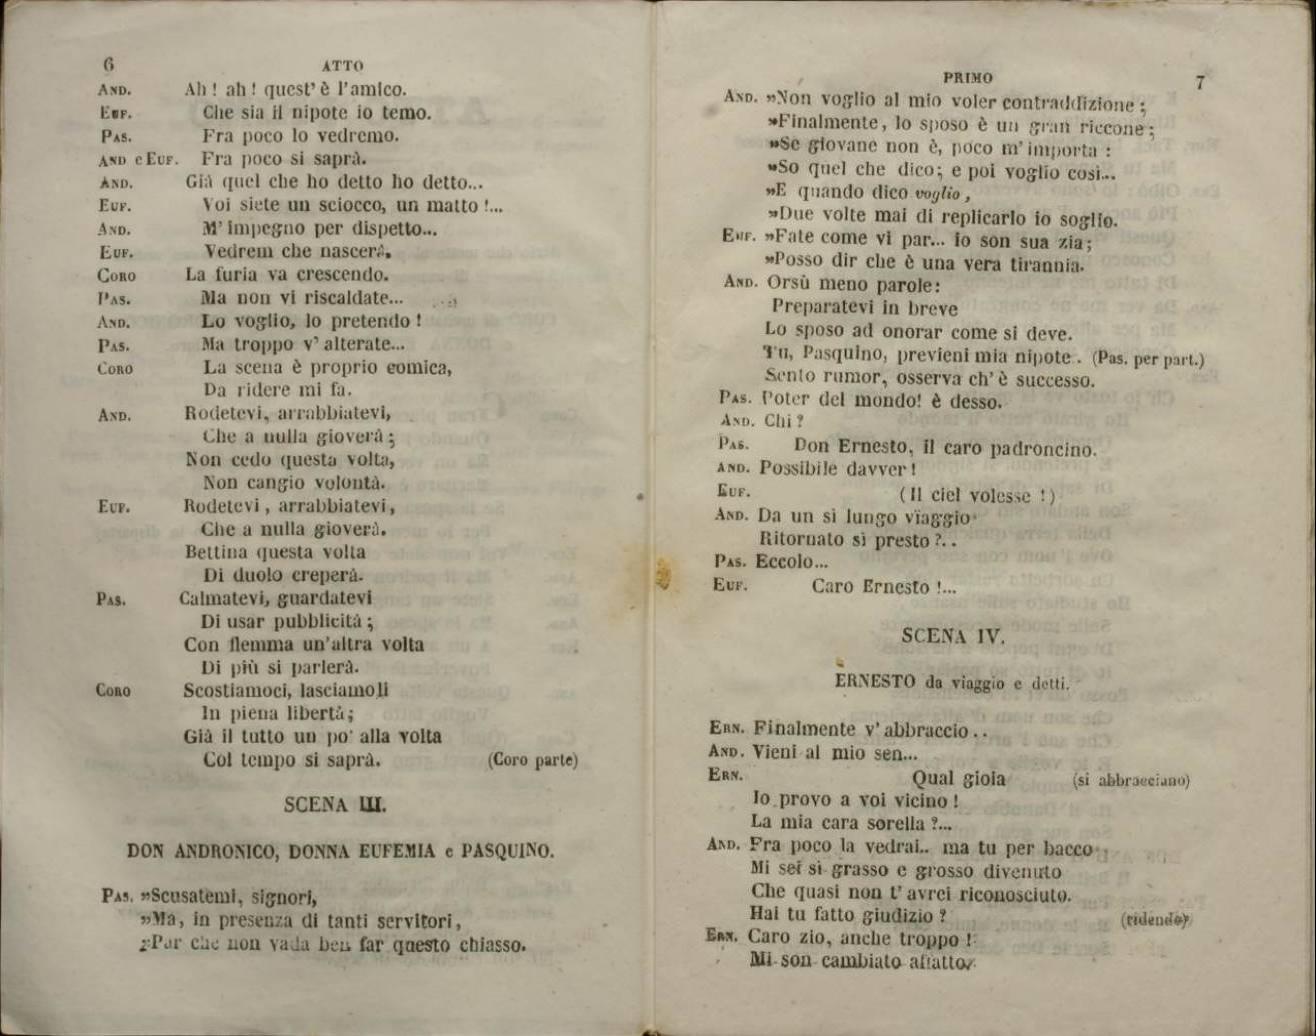 6
ATTO
AND. Ah! ah! quest' è l'amico.
EUF. Che sia il nipote io temo.
PAS. Fra poco lo vedremo.
AND e EUF. Fra poco si saprà.
AND. Già quel che ho detto ho detto...
EUF. Voi siete un sciocco, un matto!...
AND. M' impegno per dispetto...
EUF. Vedrem che nascerà.
CORO La furia va crescendo.
PAS. Ma non vi riscaldate...
AND. Lo voglio, lo pretendo!
PAS. Ma troppo v' alterate...
CORO La scena è proprio comica,
Da ridere mi fa.
AND. Rodetevi, arrabbiatevi,
Che a nulla gioverà;
Non cedo questa volta,
Non cangio volontà.
EUF. Rodetevi, arrabbiatevi,
Che a nulla gioverà.
Bettina questa volta
Di duolo creperà.
PAS. Calmatevi, guardatevi
Di usar pubblicità;
Con flemma un'altra volta
Di più si parlerà.
CORO Scostiamoci, lasciamoli
In piena libertà;
Già il tutto un po' alla volta
Col tempo si saprà. (Coro parte)
SCENA III.
DON ANDRONICO, DONNA EUFEMIA e PASQUINO.
PAS. »Scusatemi, signori,
»Ma, in presenza di tanti servitori,
»Par che non vada ben far questo chiasso.
PRIMO
7
AND. »Non voglio al mio voler contraddizione;
»Finalmente, lo sposo è un gran riccone;
»Se giovane non è, poco m' importa:
»So quel che dico; e poi voglio così...
»E quando dico voglio,
»Due volte mai di replicarlo io soglio.
EUF. »Fate come vi par... io son sua zia;
»Posso dir che è una vera tirannia.
AND. Orsù meno parole:
Preparatevi in breve
Lo sposo ad onorar come si deve.
Tu, Pasquino, previeni mia nipote. (Pas. per part.)
Sento rumor, osserva ch' è successo.
PAS. Poter del mondo! è desso.
AND. Chi?
PAS. Don Ernesto, il caro padroncino.
AND. Possibile davver!
EUF. (Il ciel volesse!)
AND. Da un sì lungo viaggio
Ritornato sì presto?..
PAS. Eccolo...
EUF. Caro Ernesto!...
SCENA IV.
ERNESTO da viaggio e detti.
ERN. Finalmente v' abbraccio..
AND. Vieni al mio sen...
ERN. Qual gioia (si abbracciano)
Io provo a voi vicino!
La mia cara sorella?...
AND. Fra poco la vedrai.. ma tu per bacco
Mi sei sì grasso e grosso divenuto
Che quasi non t' avrei riconosciuto.
Hai tu fatto giudizio? (ridendo)
ERN. Caro zio, anche troppo!
Mi son cambiato affatto,